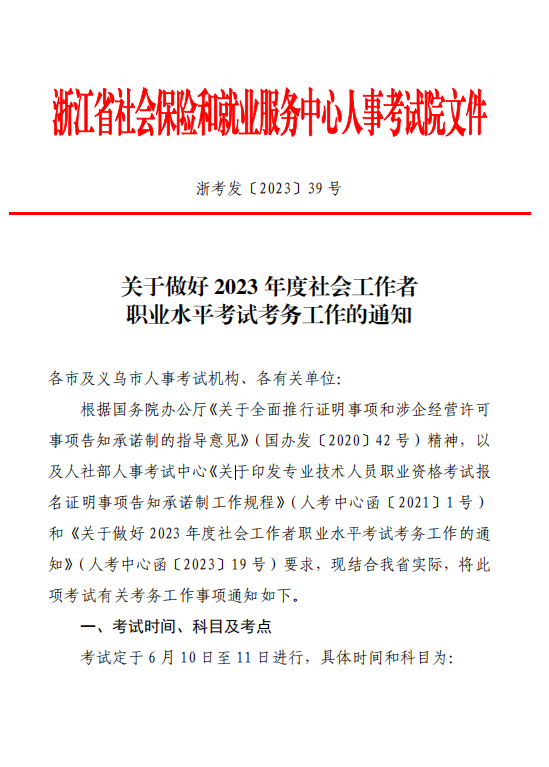 浙江省社会保险和就业服务中心人事考试院文件
浙考发〔2023〕39 号
关于做好 2023 年度社会工作者
职业水平考试考务工作的通知
各市及义乌市人事考试机构、各有关单位：
根据国务院办公厅《关于全面推行证明事项和涉企经营许可
事项告知承诺制的指导意见》（国办发〔2020〕42 号）精神，以
及人社部人事考试中心《关于印发专业技术人员职业资格考试报
名证明事项告知承诺制工作规程》（人考中心函〔2021〕1 号）
和《关于做好 2023 年度社会工作者职业水平考试考务工作的通
知》（人考中心函〔2023〕19 号）要求，现结合我省实际，将此
项考试有关考务工作事项通知如下。
一、考试时间、科目及考点
考试定于 6 月 10 日至 11 日进行，具体时间和科目为：